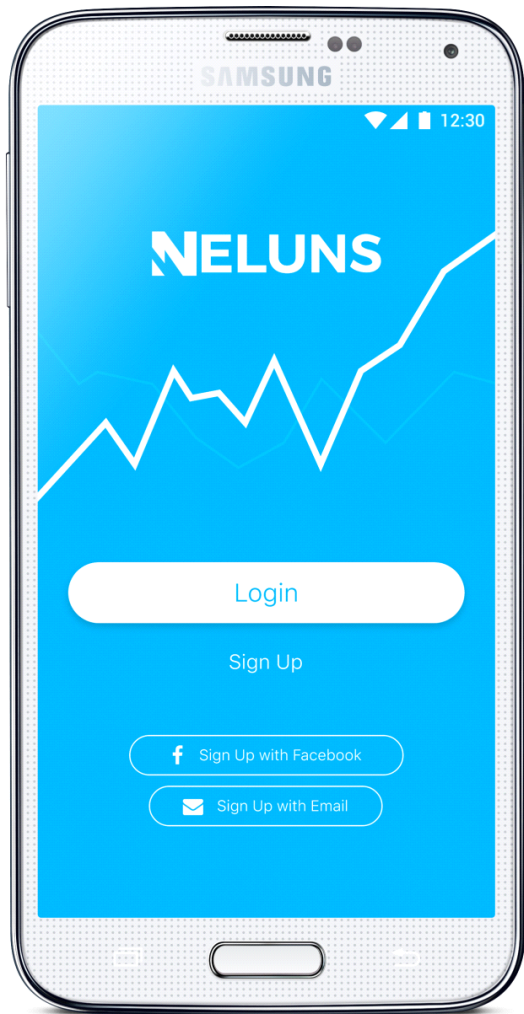 SAMSUNG
12:30
NELUNS
Login
Sign Up
Sign Up with Facebook
Sign Up with Email